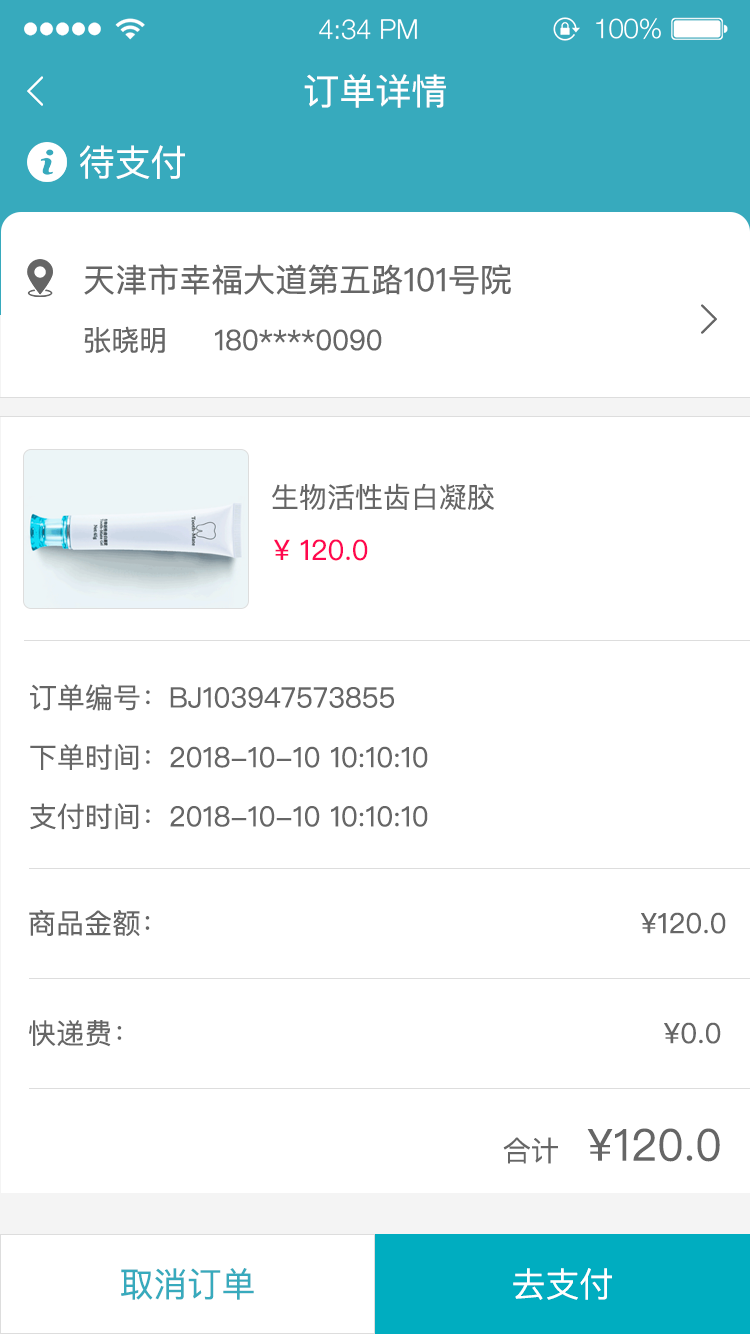 4:34 PM 100%
订单详情
待支付
天津市幸福大道第五路101号院
张晓明 180****0090
Tooth-Mate
生物活性齿白凝胶
¥ 120.0
订单编号：BJ103947573855
下单时间：2018-10-10 10:10:10
支付时间：2018-10-10 10:10:10
商品金额： ¥120.0
快递费： ¥0.0
合计 ¥120.0
取消订单 去支付